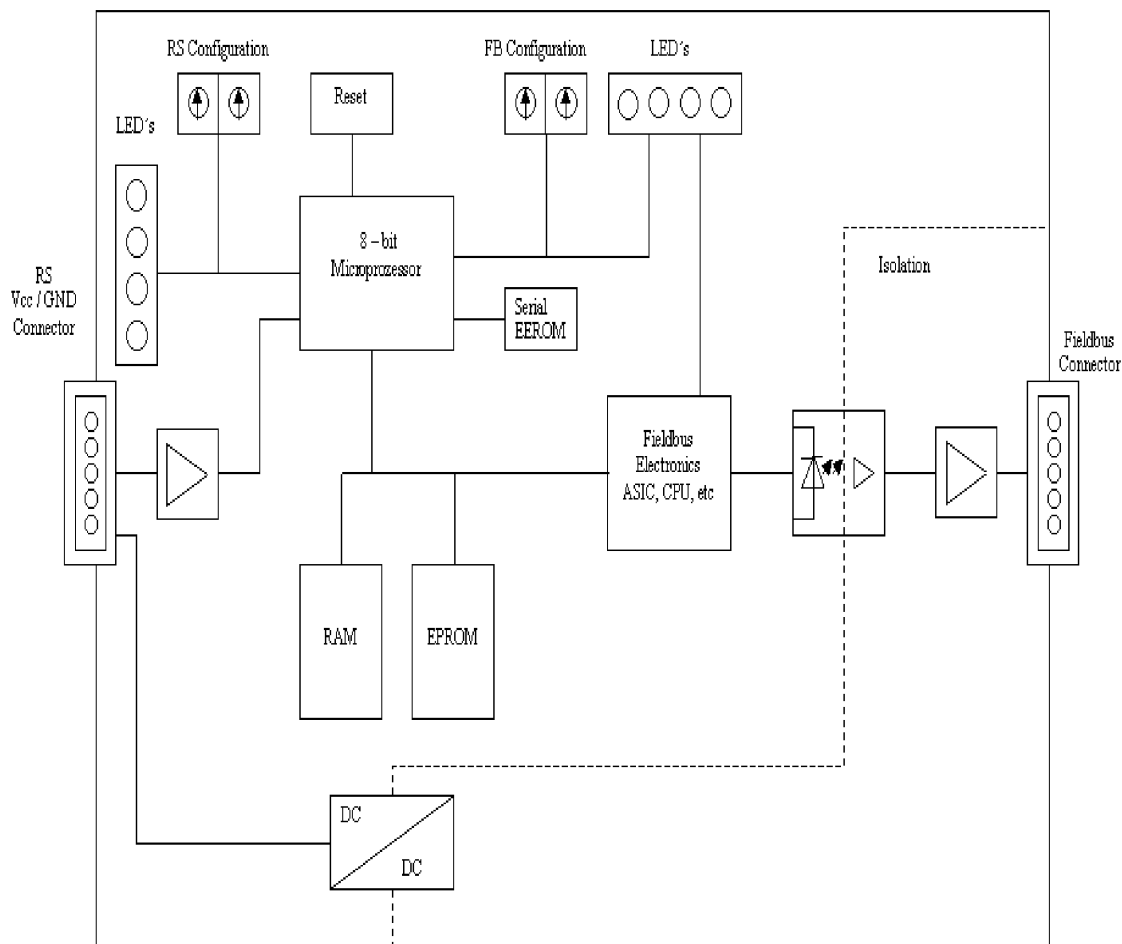 RS Configuration
FB Configuration
LED´s
Reset
LED´s
8 – bit
Microprozessor
Isolation
RS
Vcc / GND
Connector
Serial
EEROM
Fieldbus
Connector
Fieldbus
Electronics
ASIC, CPU, etc
RAM
EPROM
DC
DC